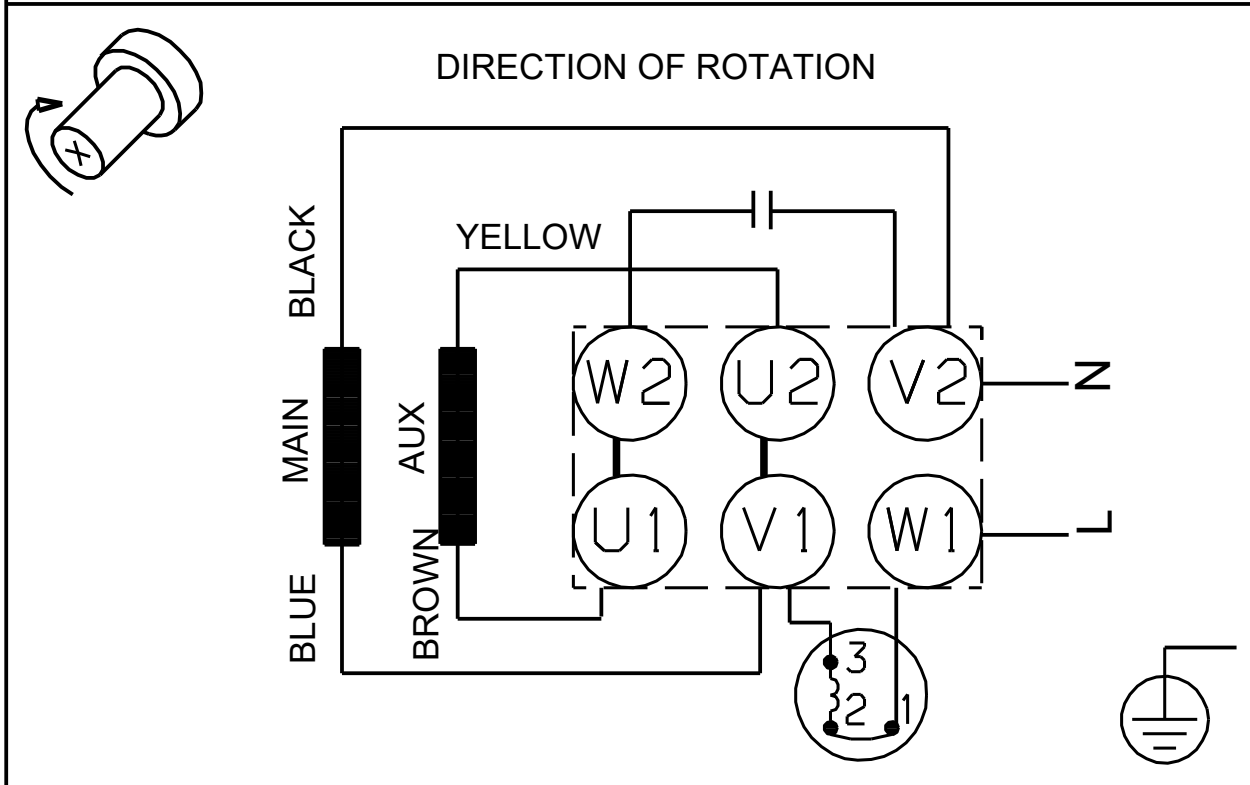 DIRECTION OF ROTATION
BLACK
YELLOW
MAIN
AUX
BLUE
BROWN
W2 U2 V2 N
U1 V1 W1 L
3
2 1